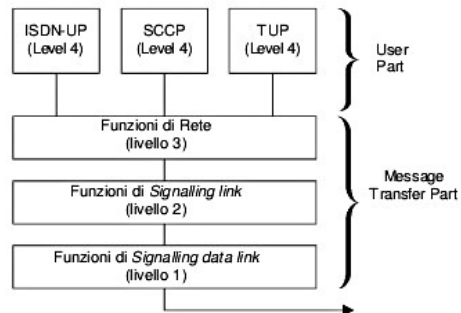 ISDN-UP
(Level 4)
SCCP
(Level 4)
TUP
(Level 4)
User
Part
Funzioni di Rete
(livello 3)
Funzioni di Signalling link
(livello 2)
Funzioni di Signalling data link
(livello 1)
Message
Transfer Part